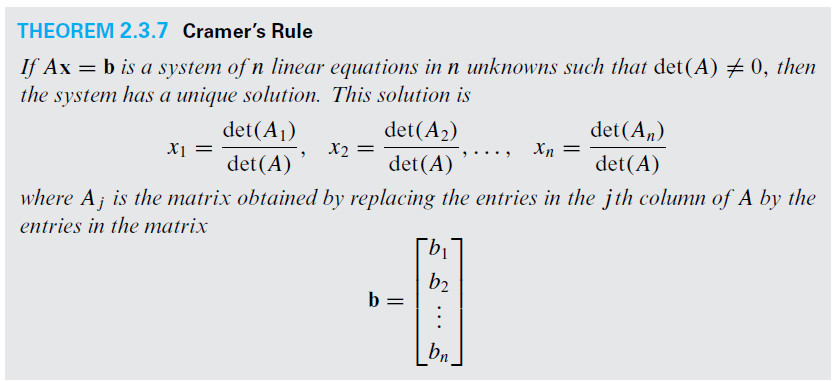 THEOREM 2.3.7 Cramer's Rule
If Ax = b is a system of n linear equations in n unknowns such that det(A) ≠ 0, then
the system has a unique solution. This solution is
x₁ = det(A₁)/det(A), x₂ = det(A₂)/det(A), . . . , xₙ = det(Aₙ)/det(A)
where Aⱼ is the matrix obtained by replacing the entries in the jth column of A by the
entries in the matrix
b = [b₁ b₂ ⋮ bₙ]